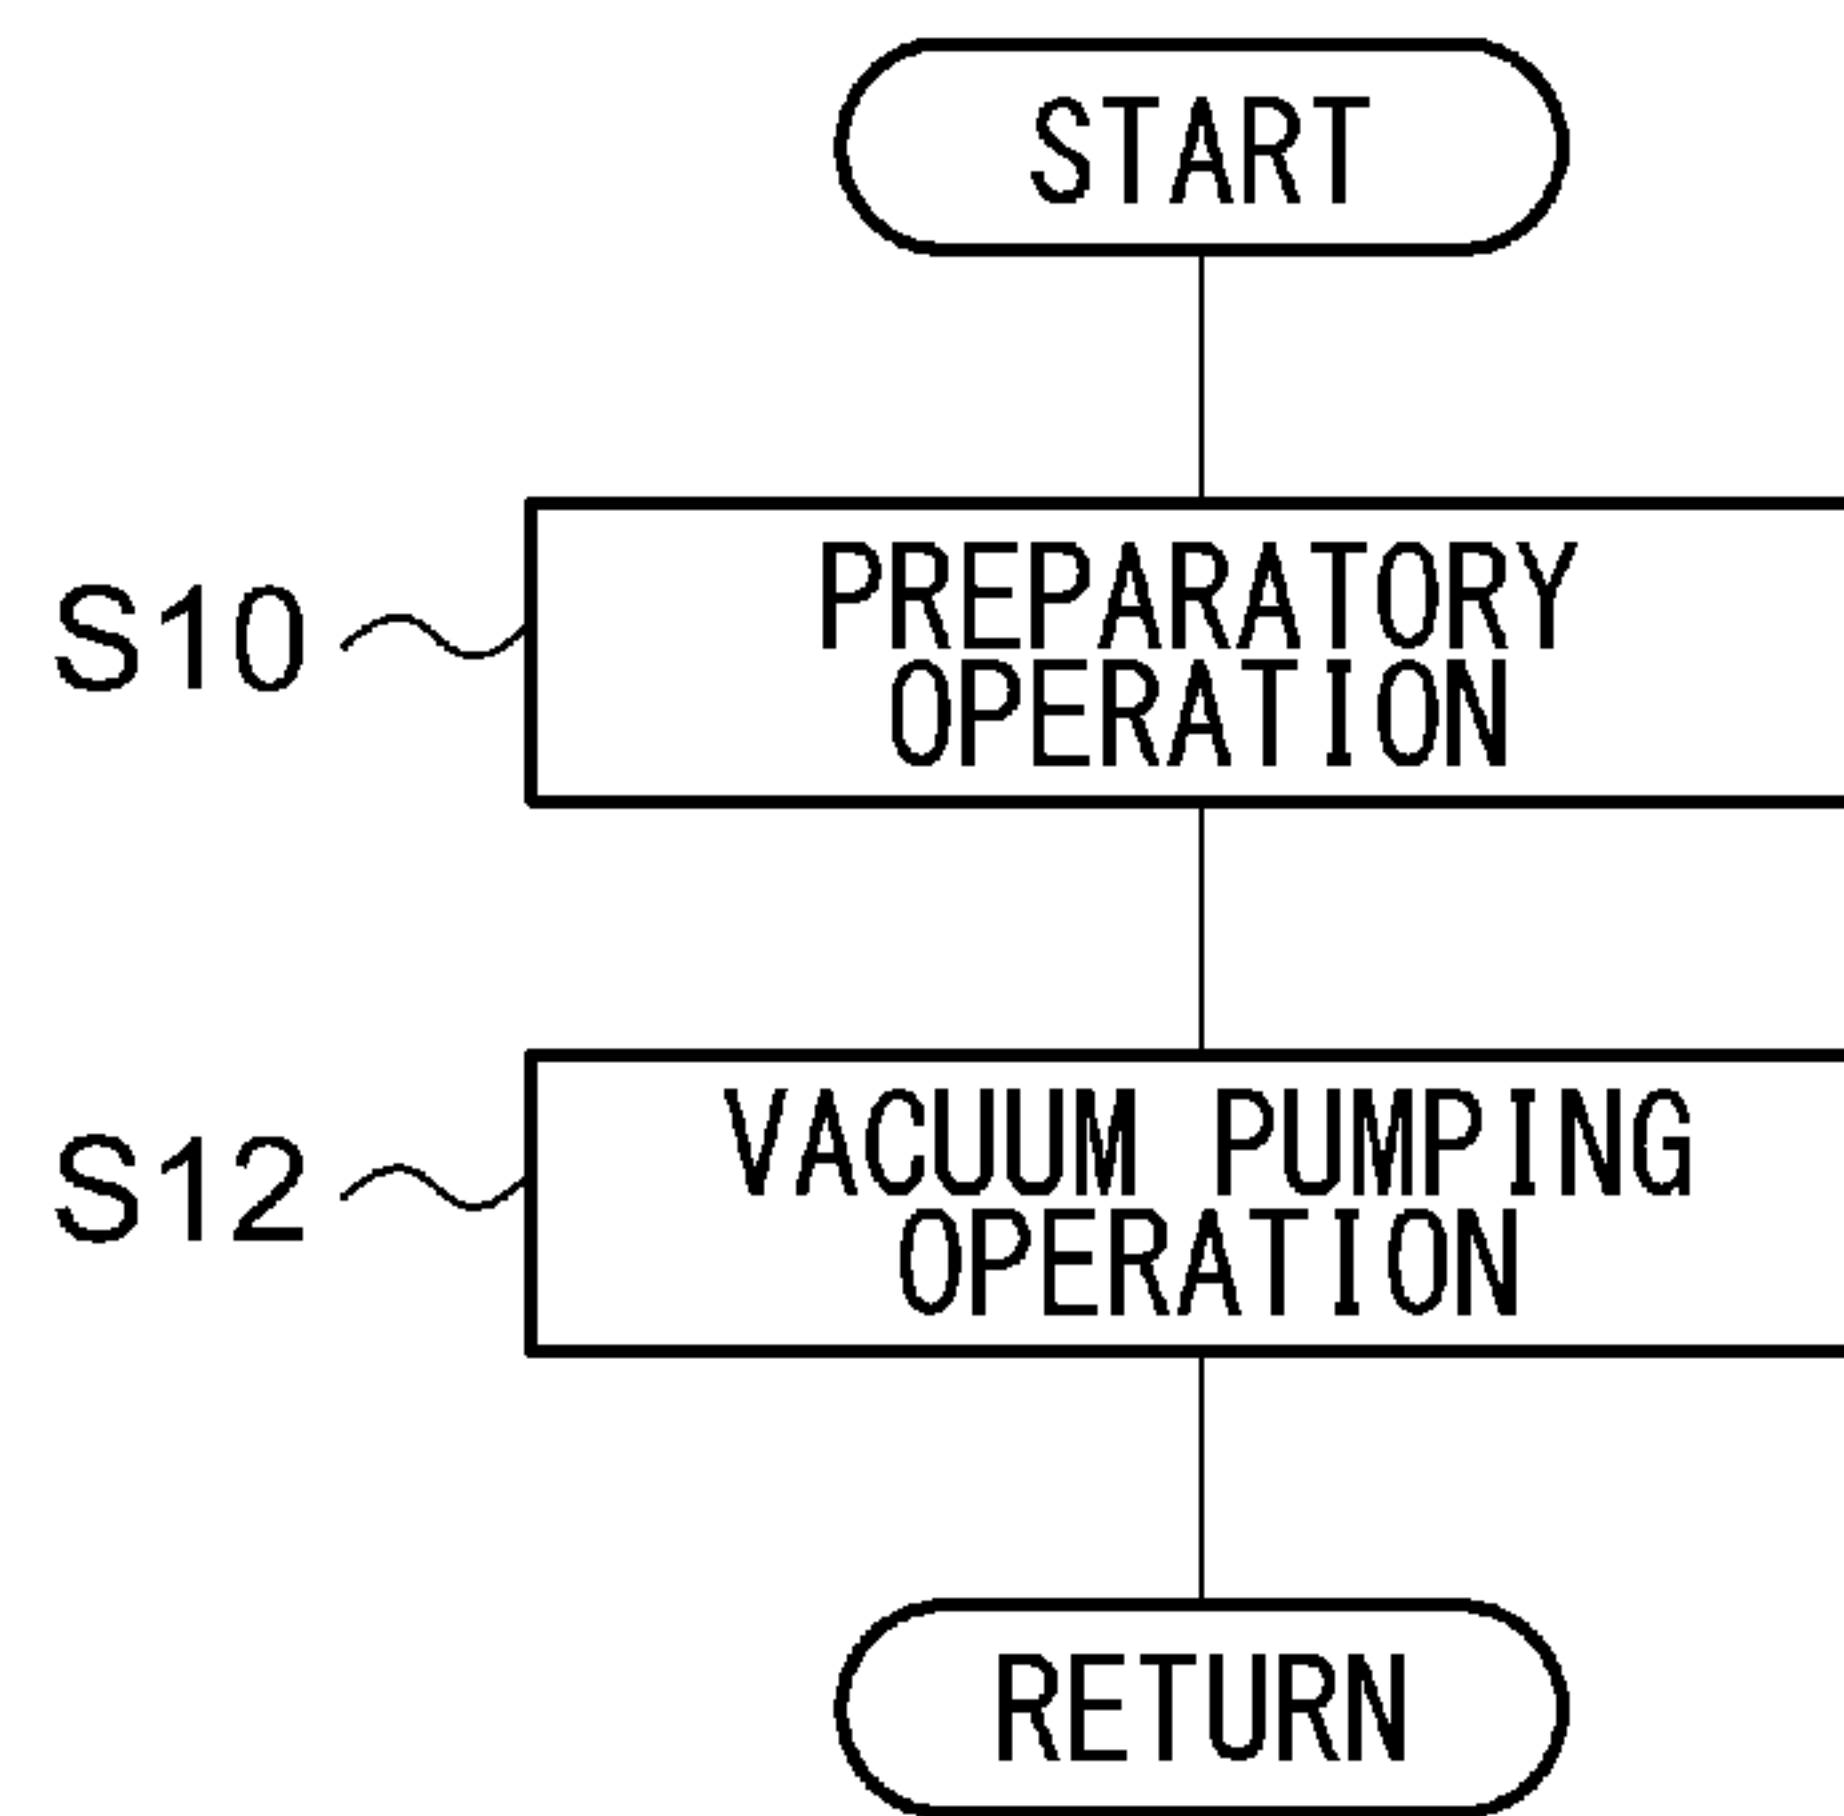 START
S10
PREPARATORY
OPERATION
S12
VACUUM PUMPING
OPERATION
RETURN